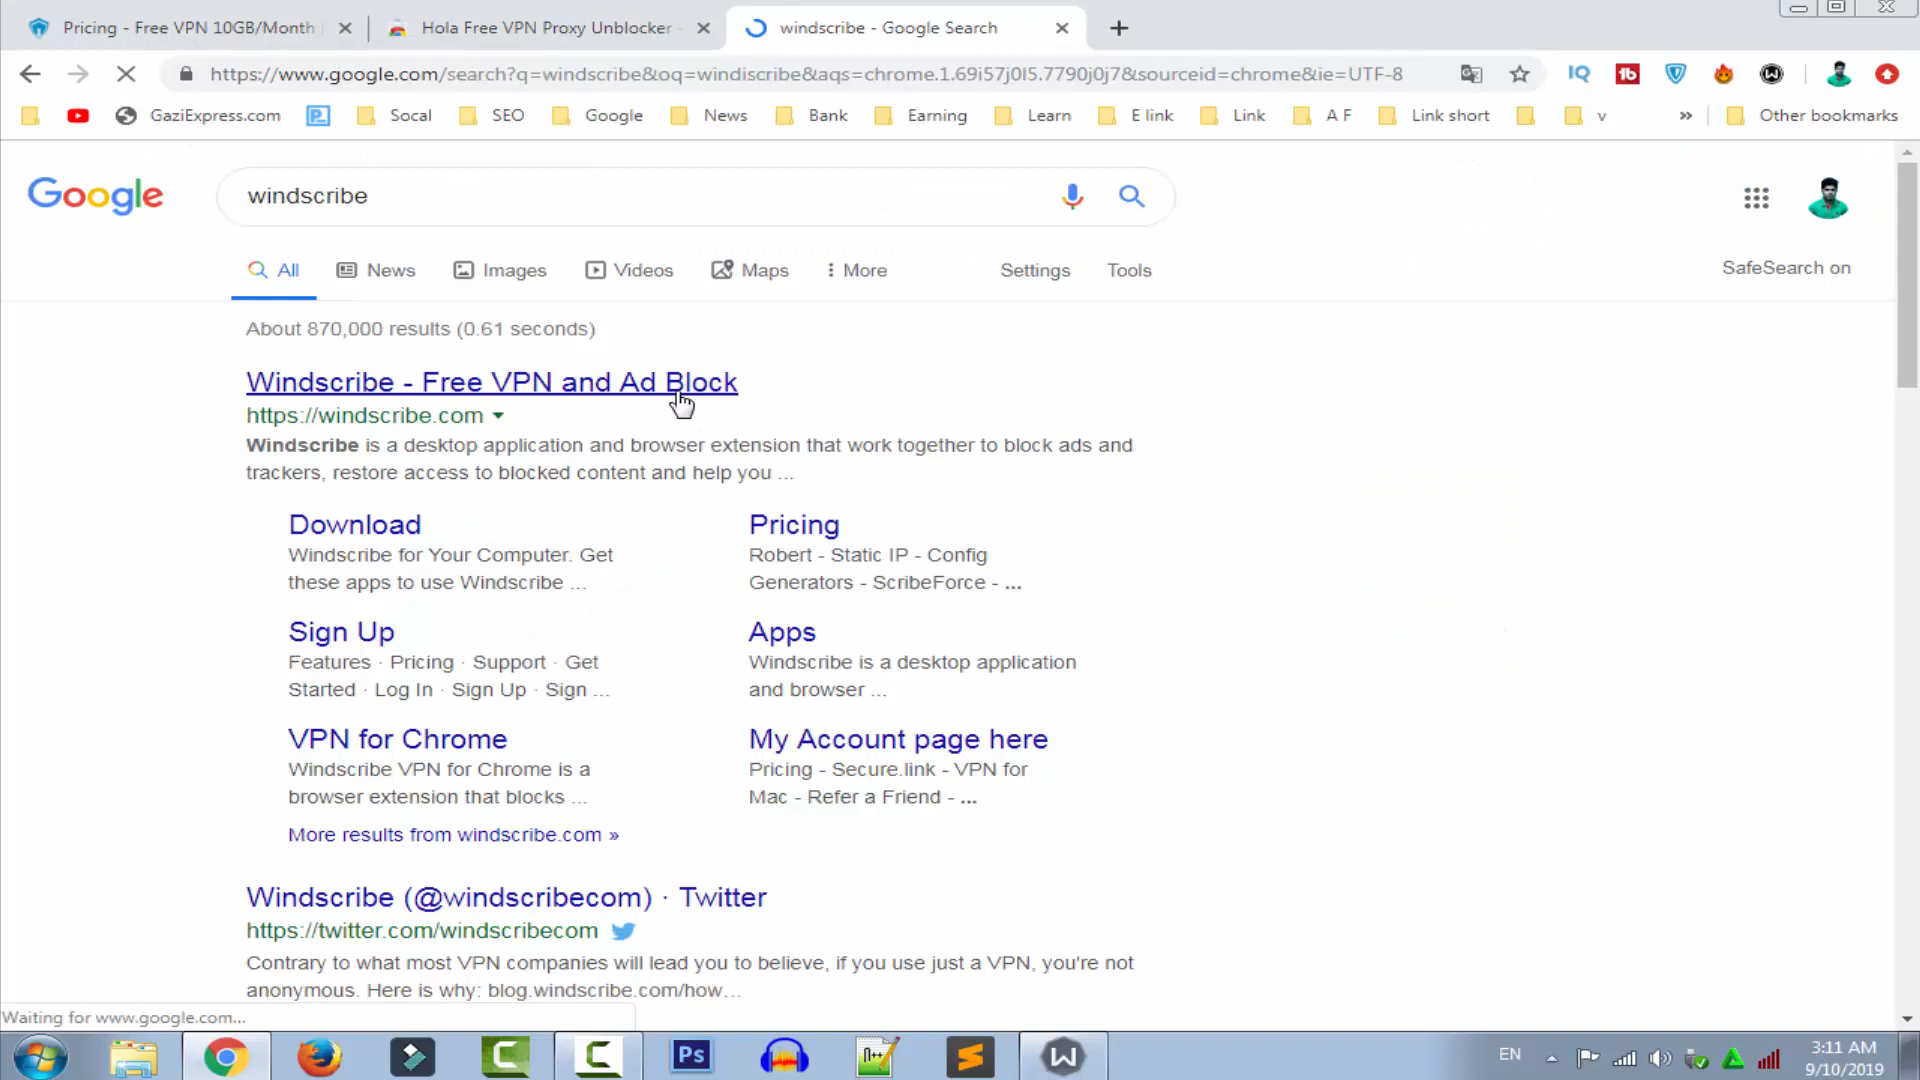 Pricing - Free VPN 10GB/Month
Hola Free VPN Proxy Unblocker -
windscribe - Google Search
https://www.google.com/search?q=windscribe&oq=windiscribe&aqs=chrome.1.69i57j0l5.7790j0j7&sourceid=chrome&ie=UTF-8
GaziExpress.com
Socal
SEO
Google
News
Bank
Earning
Learn
E link
Link
A F
Link short
v
»
Other bookmarks
Google
windscribe
All
News
Images
Videos
Maps
More
Settings
Tools
SafeSearch on
About 870,000 results (0.61 seconds)
Windscribe - Free VPN and Ad Block
https://windscribe.com
Windscribe is a desktop application and browser extension that work together to block ads and
trackers, restore access to blocked content and help you ...
Download
Windscribe for Your Computer. Get
these apps to use Windscribe ...
Pricing
Robert - Static IP - Config
Generators - ScribeForce - ...
Sign Up
Features · Pricing · Support · Get
Started · Log In · Sign Up · Sign ...
Apps
Windscribe is a desktop application
and browser ...
VPN for Chrome
Windscribe VPN for Chrome is a
browser extension that blocks ...
My Account page here
Pricing - Secure.link - VPN for
Mac - Refer a Friend - ...
More results from windscribe.com »
Windscribe (@windscribecom) · Twitter
https://twitter.com/windscribecom
Contrary to what most VPN companies will lead you to believe, if you use just a VPN, you're not
anonymous. Here is why: blog.windscribe.com/how...
Waiting for www.google.com...
Ps
n++
EN
3:11 AM
9/10/2019